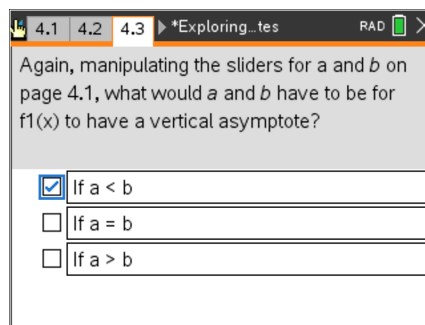 4.1 4.2 4.3 *Exploring...tes RAD
Again, manipulating the sliders for a and b on
page 4.1, what would a and b have to be for
f1(x) to have a vertical asymptote?
If a < b
If a = b
If a > b